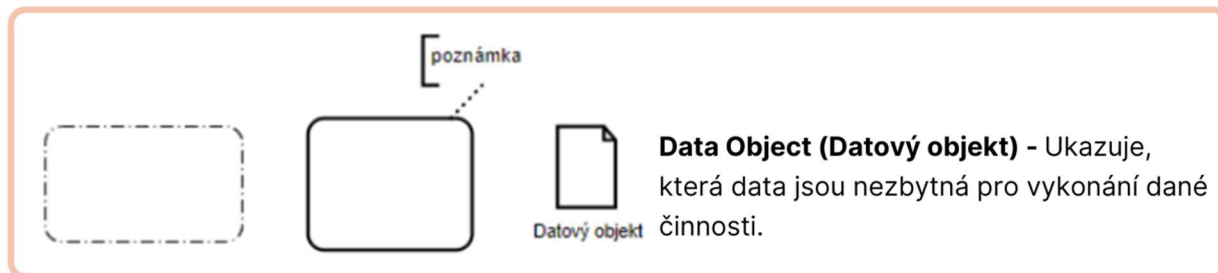 poznámka
Datový objekt
Data Object (Datový objekt) - Ukazuje,
která data jsou nezbytná pro vykonání dané
činnosti.